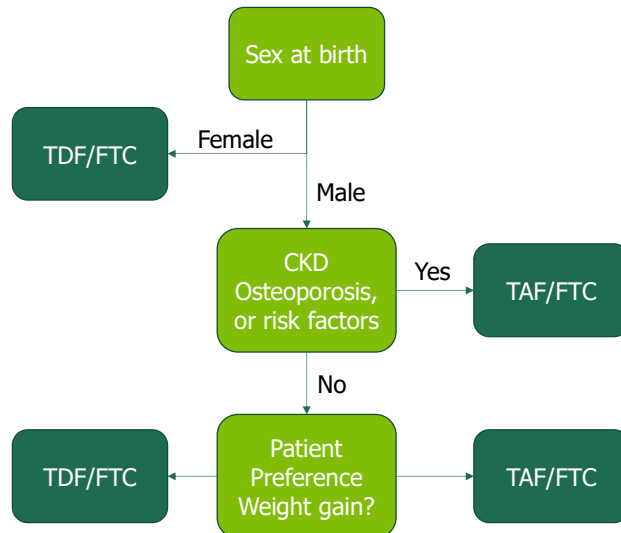 Sex at birth
Female
TDF/FTC
Male
CKD
Osteoporosis,
or risk factors
Yes
TAF/FTC
No
Patient
Preference
Weight gain?
TDF/FTC
TAF/FTC